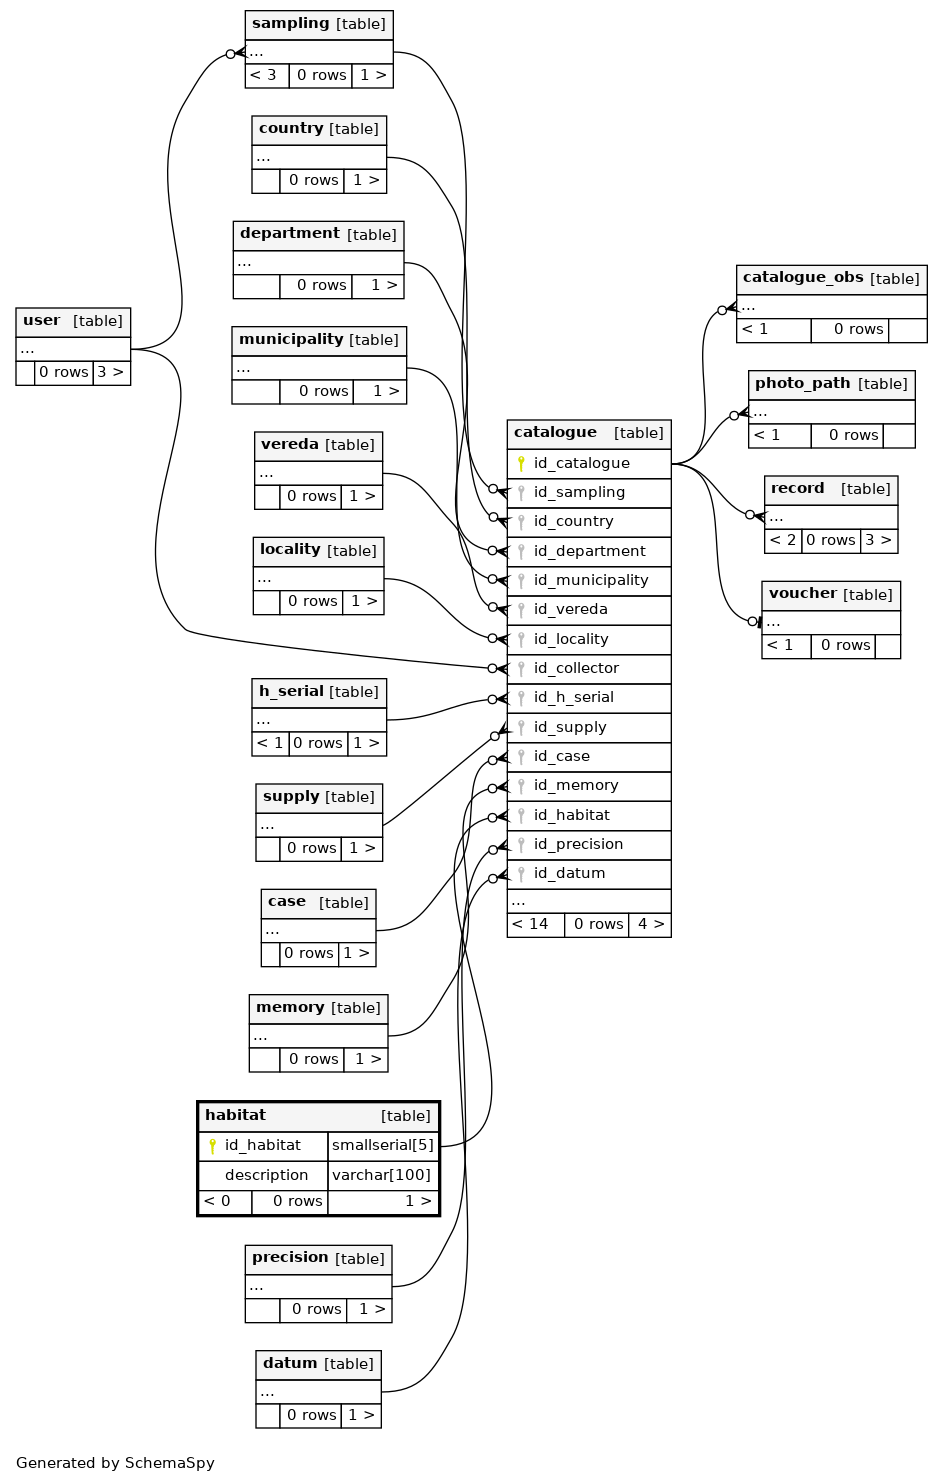 sampling [table]
...
< 3 0 rows 1 >
country [table]
...
0 rows 1 >
department [table]
...
0 rows 1 >
user [table]
...
0 rows 3 >
municipality [table]
...
0 rows 1 >
vereda [table]
...
0 rows 1 >
locality [table]
...
0 rows 1 >
h_serial [table]
...
< 1 0 rows 1 >
supply [table]
...
0 rows 1 >
case [table]
...
0 rows 1 >
memory [table]
...
0 rows 1 >
habitat [table]
id_habitat smallserial[5]
description varchar[100]
< 0 0 rows 1 >
precision [table]
...
0 rows 1 >
datum [table]
...
0 rows 1 >
catalogue [table]
id_catalogue
id_sampling
id_country
id_department
id_municipality
id_vereda
id_locality
id_collector
id_h_serial
id_supply
id_case
id_memory
id_habitat
id_precision
id_datum
...
< 14 0 rows 4 >
catalogue_obs [table]
...
< 1 0 rows
photo_path [table]
...
< 1 0 rows
record [table]
...
< 2 0 rows 3 >
voucher [table]
...
< 1 0 rows
Generated by SchemaSpy